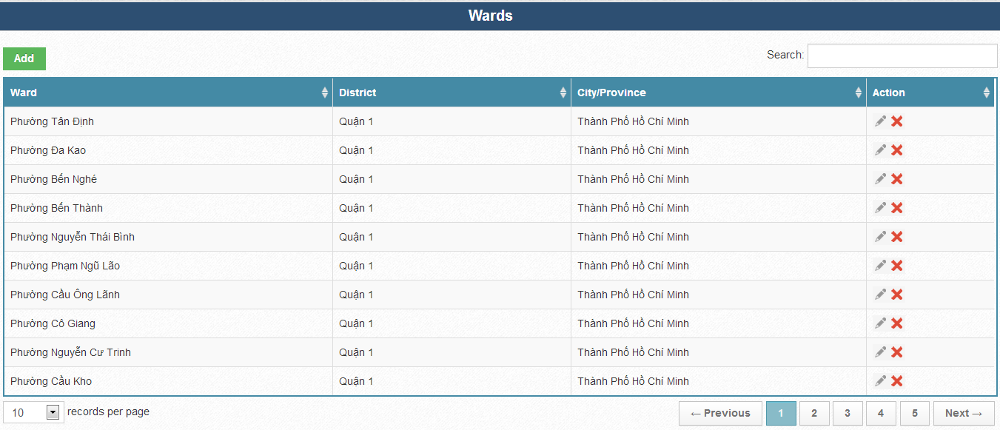 Wards
Add
Search:
Ward District City/Province Action
Phường Tân Định Quận 1 Thành Phố Hồ Chí Minh
Phường Đa Kao Quận 1 Thành Phố Hồ Chí Minh
Phường Bến Nghé Quận 1 Thành Phố Hồ Chí Minh
Phường Bến Thành Quận 1 Thành Phố Hồ Chí Minh
Phường Nguyễn Thái Bình Quận 1 Thành Phố Hồ Chí Minh
Phường Phạm Ngũ Lão Quận 1 Thành Phố Hồ Chí Minh
Phường Cầu Ông Lãnh Quận 1 Thành Phố Hồ Chí Minh
Phường Cô Giang Quận 1 Thành Phố Hồ Chí Minh
Phường Nguyễn Cư Trinh Quận 1 Thành Phố Hồ Chí Minh
Phường Cầu Kho Quận 1 Thành Phố Hồ Chí Minh
10 records per page ← Previous 1 2 3 4 5 Next →